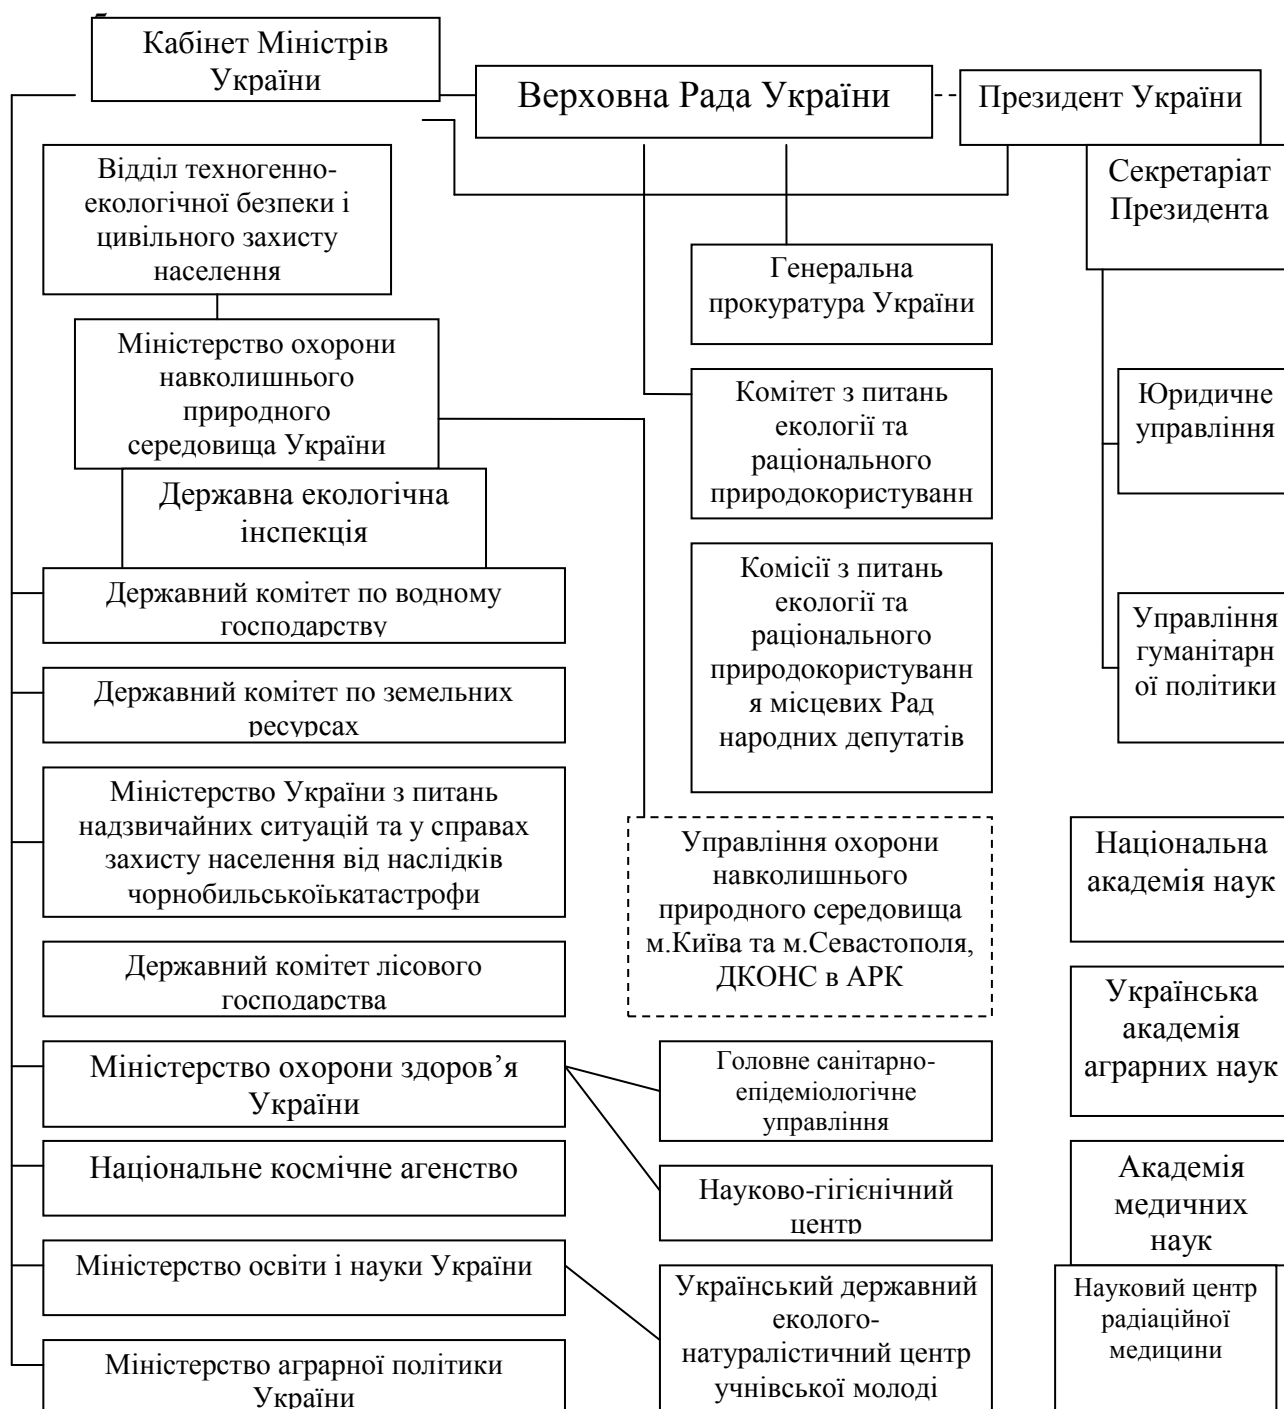 Кабінет Міністрів
України
Верховна Рада України
Президент України
Відділ техногенно-
екологічної безпеки і
цивільного захисту
населення
Секретаріат
Президента
Генеральна
прокуратура України
Міністерство охорони
навколишнього
природного
середовища України
Комітет з питань
екології та
раціонального
природокористуванн
Юридичне
управління
Державна екологічна
інспекція
Комісії з питань
екології та
раціонального
природокористуванн
я місцевих Рад
народних депутатів
Управління
гуманітарн
ої політики
Державний комітет по водному
господарству
Державний комітет по земельних
ресурсах
Міністерство України з питань
надзвичайних ситуацій та у справах
захисту населення від наслідків
чорнобильськоїькатастрофи
Управління охорони
навколишнього
природного середовища
м.Київа та м.Севастополя,
ДКОНС в АРК
Національна
академія наук
Державний комітет лісового
господарства
Українська
академія
аграрних наук
Міністерство охорони здоров’я
України
Головне санітарно-
епідеміологічне
управління
Національне космічне агенство
Науково-гігієнічний
центр
Академія
медичних
наук
Міністерство освіти і науки України
Український державний
еколого-
натуралістичний центр
учнівської молоді
Науковий центр
радіаційної
медицини
Міністерство аграрної політики
України